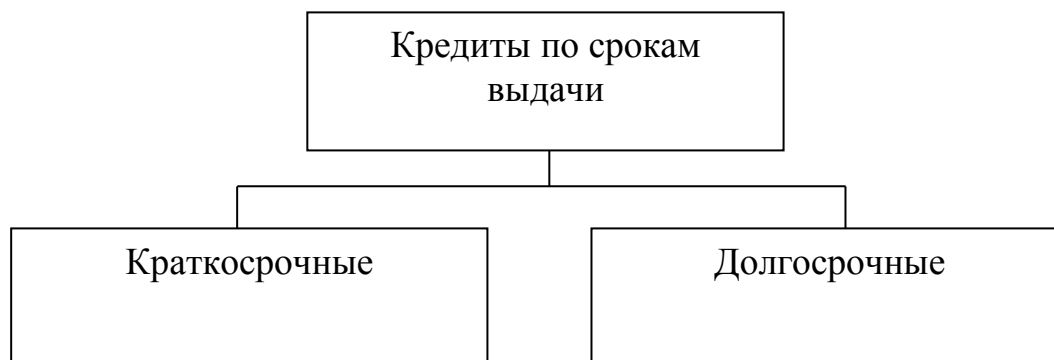 Кредиты по срокам
выдачи
Краткосрочные
Долгосрочные